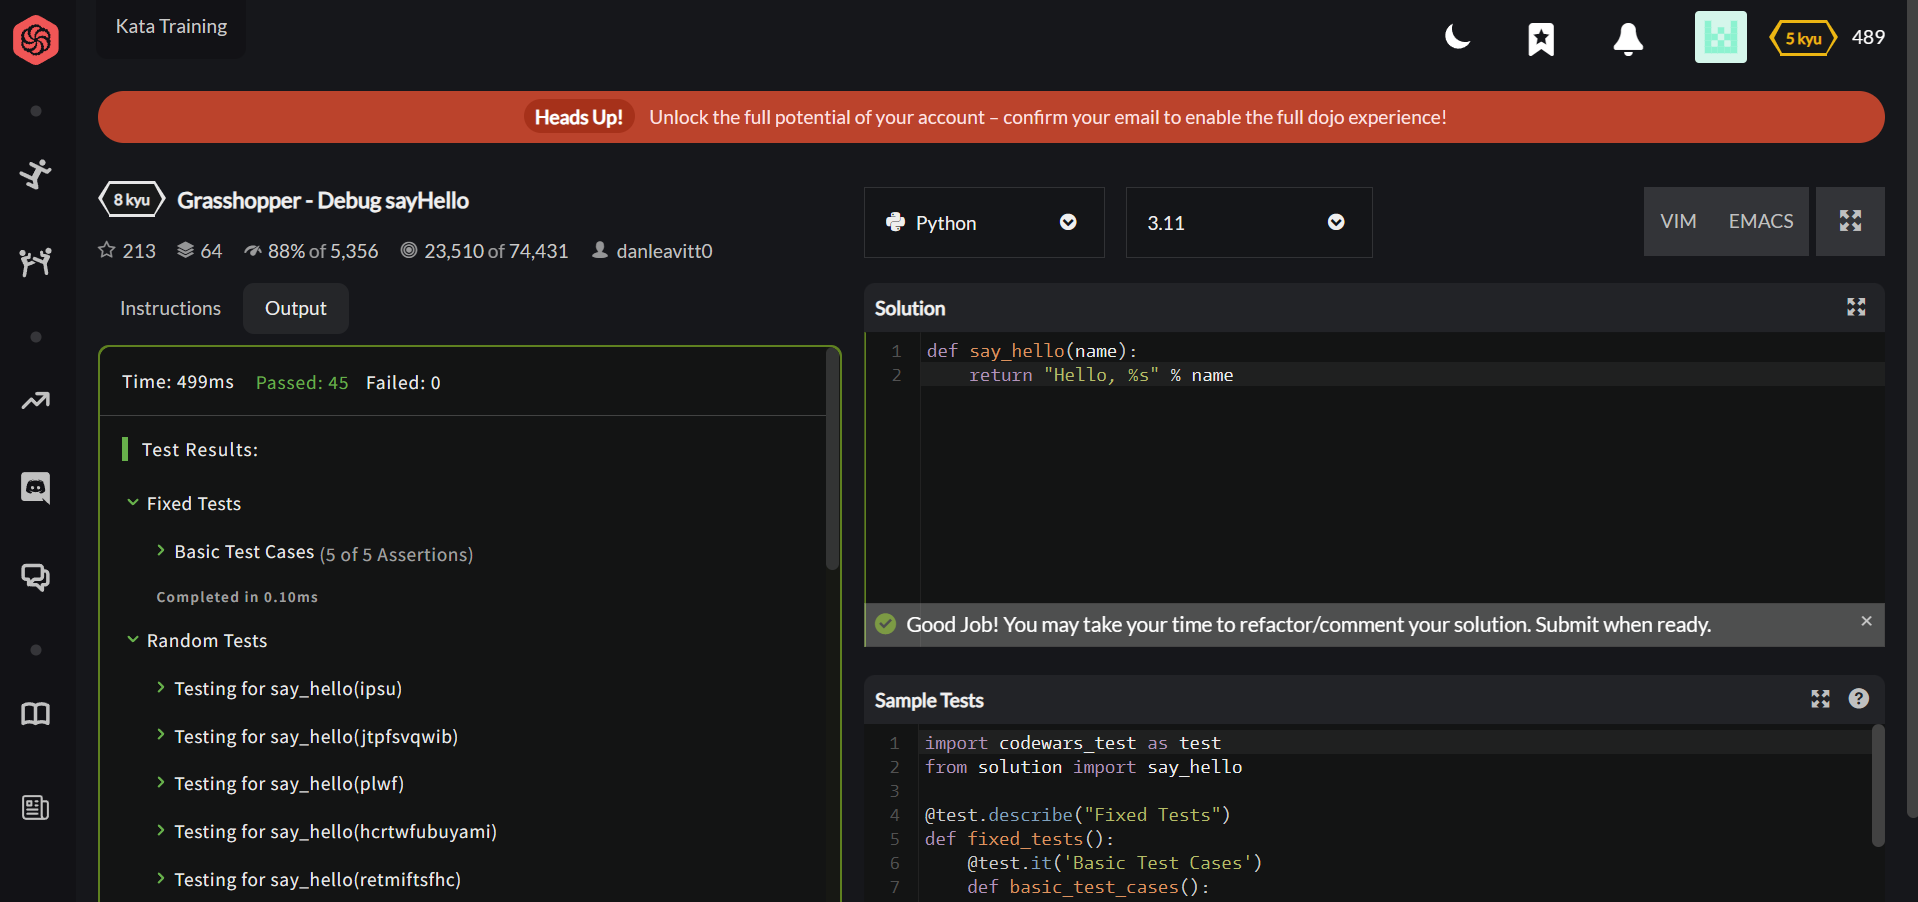 Kata Training
5 kyu 489
Heads Up! Unlock the full potential of your account – confirm your email to enable the full dojo experience!
8 kyu Grasshopper - Debug sayHello
213 64 88% of 5,356 23,510 of 74,431 danleavitt0
Python
3.11
VIM EMACS
Instructions Output
Time: 499ms Passed: 45 Failed: 0
Test Results:
Fixed Tests
Basic Test Cases (5 of 5 Assertions)
Completed in 0.10ms
Random Tests
Testing for say_hello(ipsu)
Testing for say_hello(jtpfsvqwib)
Testing for say_hello(plwf)
Testing for say_hello(hcrtwfubuyami)
Testing for say_hello(retmiftsfhc)
Solution
1 def say_hello(name):
2     return "Hello, %s" % name
Good Job! You may take your time to refactor/comment your solution. Submit when ready.
Sample Tests
1 import codewars_test as test
2 from solution import say_hello
3
4 @test.describe("Fixed Tests")
5 def fixed_tests():
6     @test.it('Basic Test Cases')
7     def basic_test_cases():